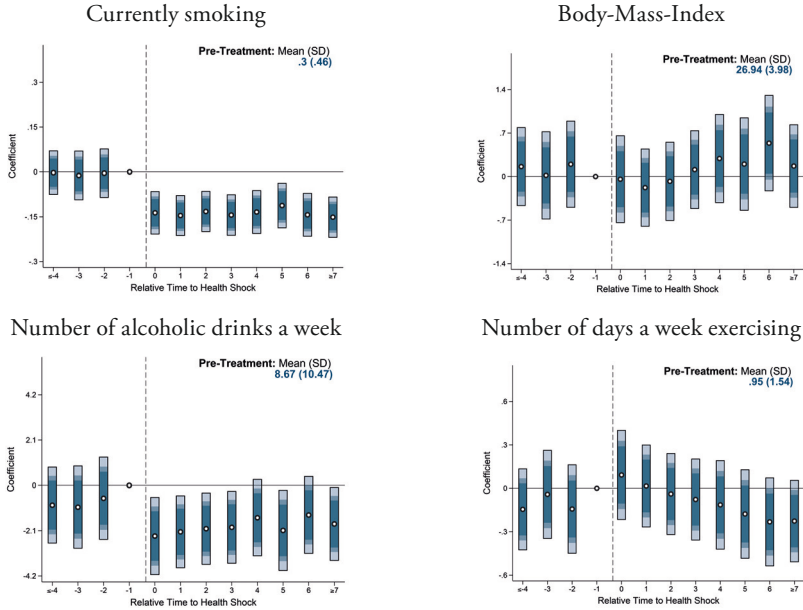 Currently smoking
Pre-Treatment: Mean (SD)
.3 (.46)
.3
.15
0
-.15
-.3
Coefficient
≤-4 -3 -2 -1 0 1 2 3 4 5 6 ≥7
Relative Time to Health Shock
Body-Mass-Index
Pre-Treatment: Mean (SD)
26.94 (3.98)
1.4
.7
0
-.7
-1.4
Coefficient
≤-4 -3 -2 -1 0 1 2 3 4 5 6 ≥7
Relative Time to Health Shock
Number of alcoholic drinks a week
Pre-Treatment: Mean (SD)
8.67 (10.47)
4.2
2.1
0
-2.1
-4.2
Coefficient
≤-4 -3 -2 -1 0 1 2 3 4 5 6 ≥7
Relative Time to Health Shock
Number of days a week exercising
Pre-Treatment: Mean (SD)
.95 (1.54)
.6
.3
0
-.3
-.6
Coefficient
≤-4 -3 -2 -1 0 1 2 3 4 5 6 ≥7
Relative Time to Health Shock